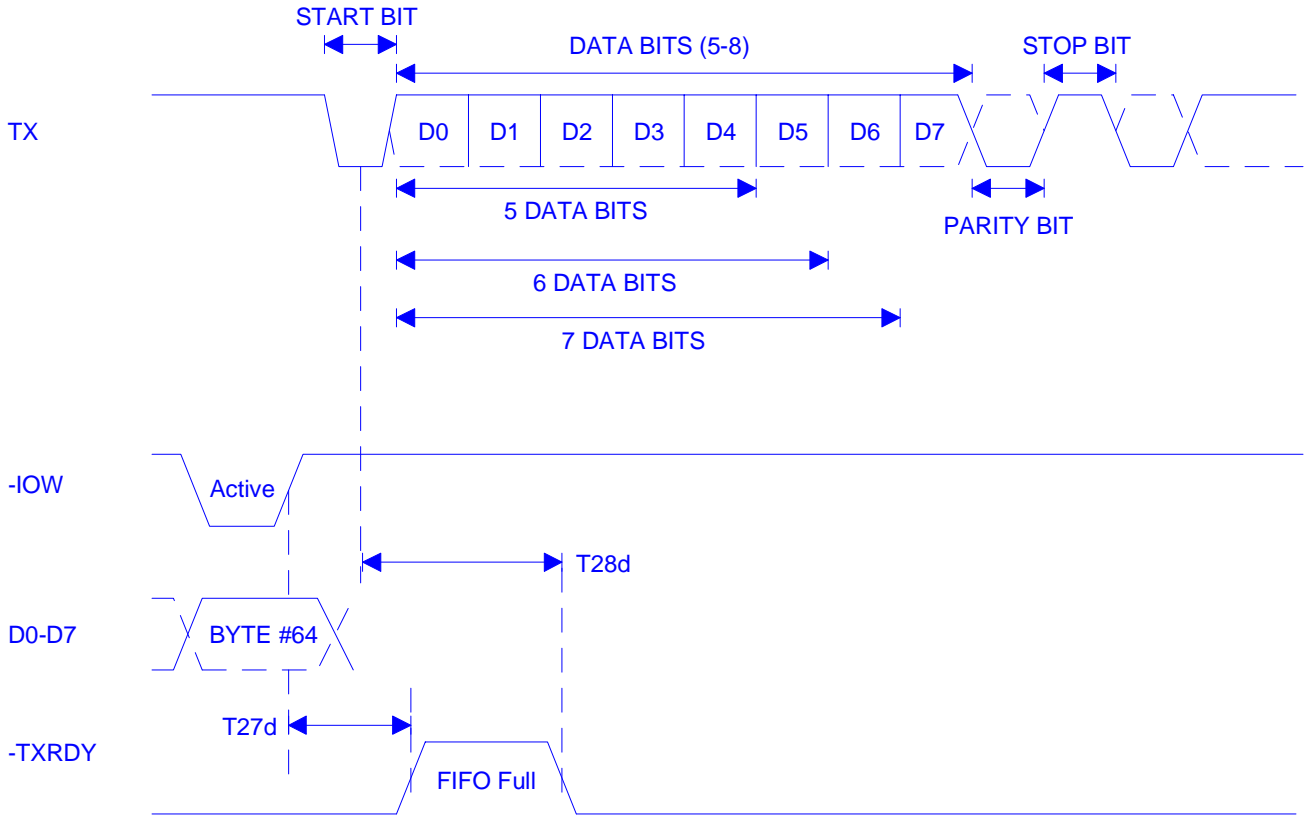 START BIT
DATA BITS (5-8)
STOP BIT
TX
D0 D1 D2 D3 D4 D5 D6 D7
5 DATA BITS
PARITY BIT
6 DATA BITS
7 DATA BITS
-IOW
Active
T28d
D0-D7
BYTE #64
T27d
-TXRDY
FIFO Full